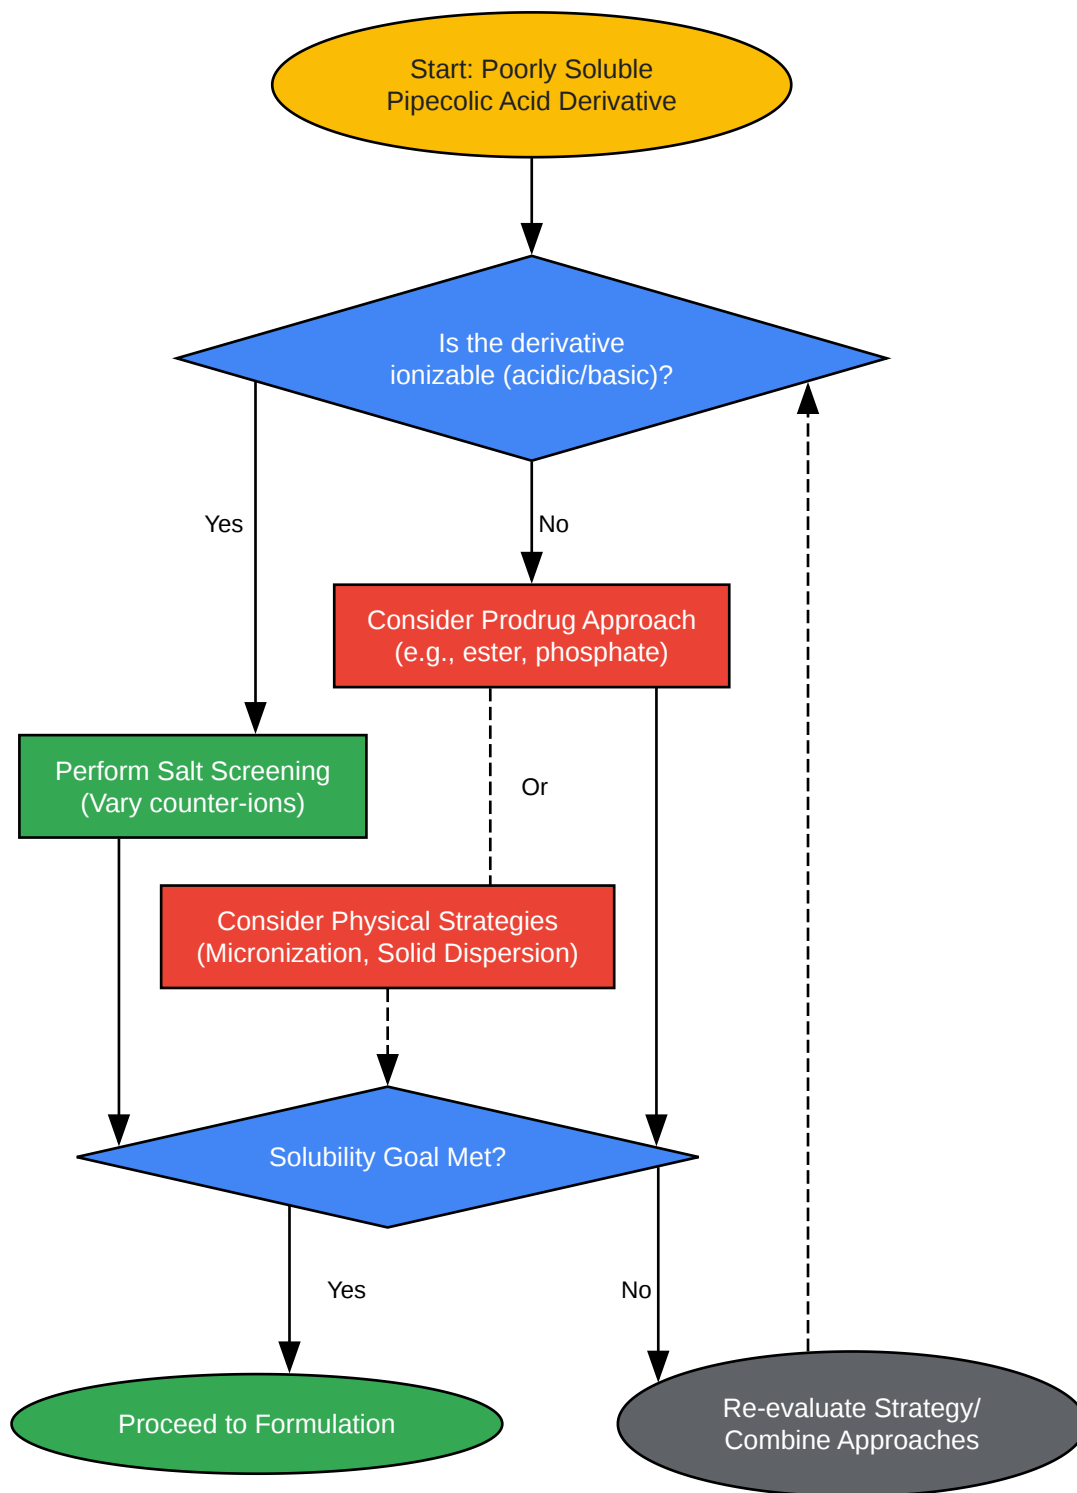 Start: Poorly Soluble
Pipecolic Acid Derivative
Is the derivative
ionizable (acidic/basic)?
Yes
No
Consider Prodrug Approach
(e.g., ester, phosphate)
Perform Salt Screening
(Vary counter-ions)
Or
Consider Physical Strategies
(Micronization, Solid Dispersion)
Solubility Goal Met?
Yes
No
Proceed to Formulation
Re-evaluate Strategy/
Combine Approaches